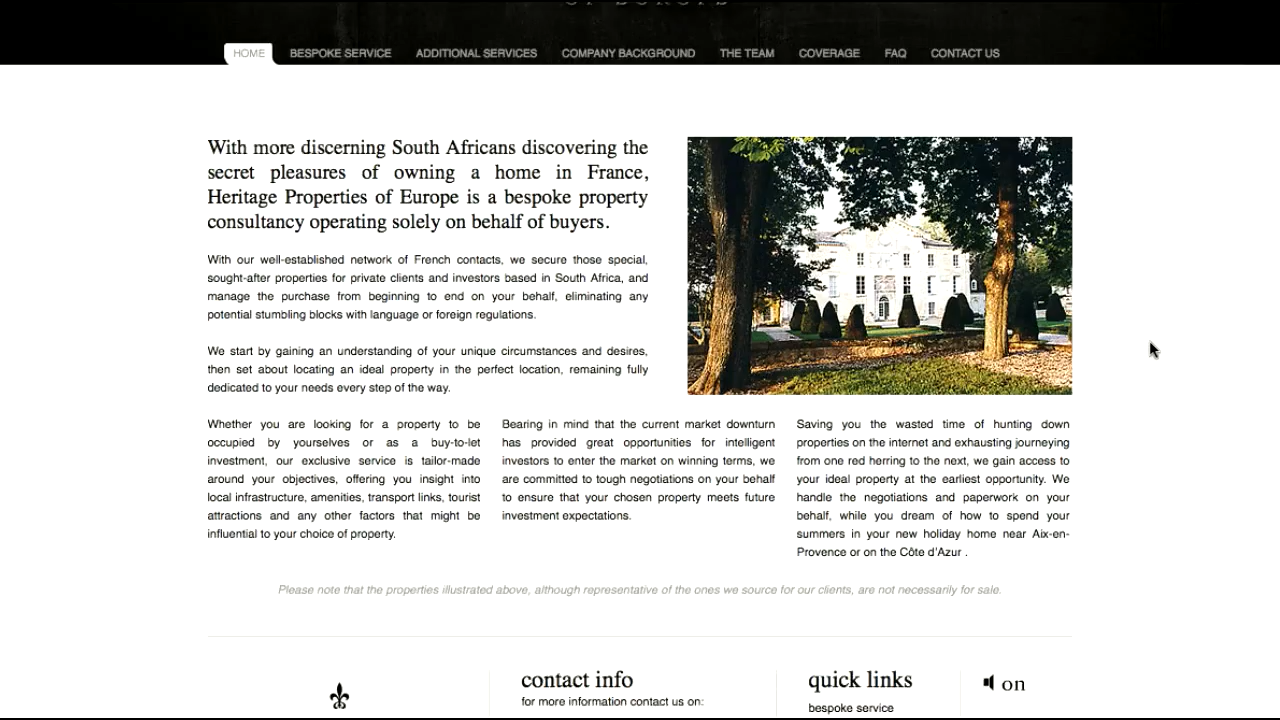 HOME BESPOKE SERVICE ADDITIONAL SERVICES COMPANY BACKGROUND THE TEAM COVERAGE FAQ CONTACT US
With more discerning South Africans discovering the
secret pleasures of owning a home in France,
Heritage Properties of Europe is a bespoke property
consultancy operating solely on behalf of buyers.
With our well-established network of French contacts, we secure those special,
sought-after properties for private clients and investors based in South Africa, and
manage the purchase from beginning to end on your behalf, eliminating any
potential stumbling blocks with language or foreign regulations.
We start by gaining an understanding of your unique circumstances and desires,
then set about locating an ideal property in the perfect location, remaining fully
dedicated to your needs every step of the way.
Whether you are looking for a property to be
occupied by yourselves or as a buy-to-let
investment, our exclusive service is tailor-made
around your objectives, offering you insight into
local infrastructure, amenities, transport links, tourist
attractions and any other factors that might be
influential to your choice of property.
Bearing in mind that the current market downturn
has provided great opportunities for intelligent
investors to enter the market on winning terms, we
are committed to tough negotiations on your behalf
to ensure that your chosen property meets future
investment expectations.
Saving you the wasted time of hunting down
properties on the internet and exhausting journeying
from one red herring to the next, we gain access to
your ideal property at the earliest opportunity. We
handle the negotiations and paperwork on your
behalf, while you dream of how to spend your
summers in your new holiday home near Aix-en-
Provence or on the Côte d'Azur .
Please note that the properties illustrated above, although representative of the ones we source for our clients, are not necessarily for sale.
contact info
for more information contact us on:
quick links
bespoke service
on